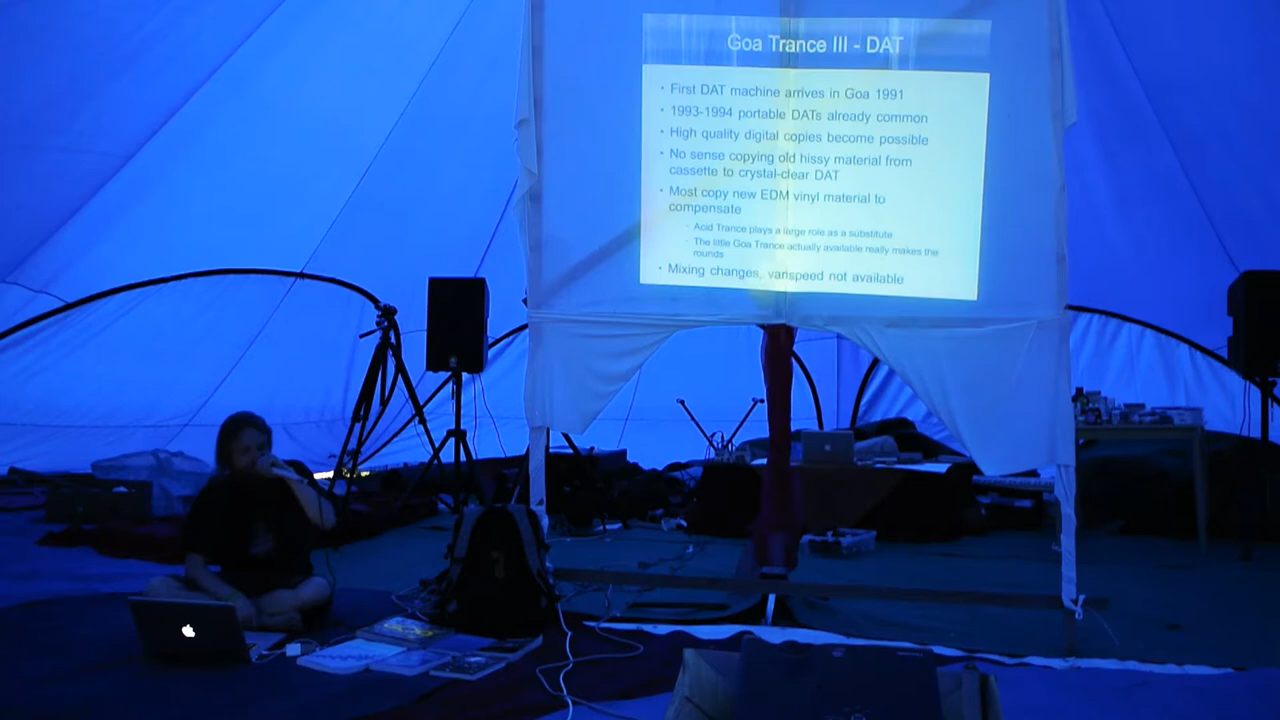 Goa Trance III - DAT
• First DAT machine arrives in Goa 1991
• 1993-1994 portable DATs already common
• High quality digital copies become possible
• No sense copying old hissy material from
cassette to crystal-clear DAT
• Most copy new EDM vinyl material to
compensate
- Acid Trance plays a large role as a substitute
- The little Goa Trance actually available really makes the
rounds
• Mixing changes, varispeed not available